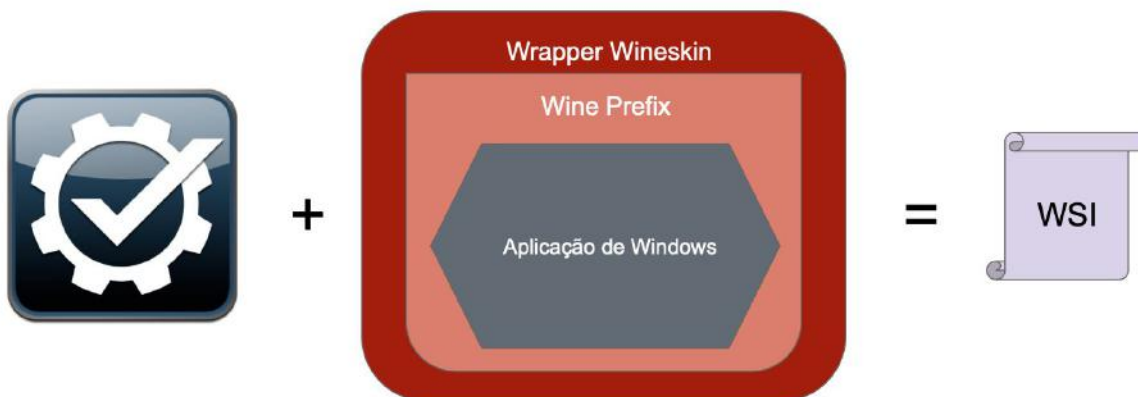 Wrapper Wineskin
Wine Prefix
Aplicação de Windows
+
=
WSI